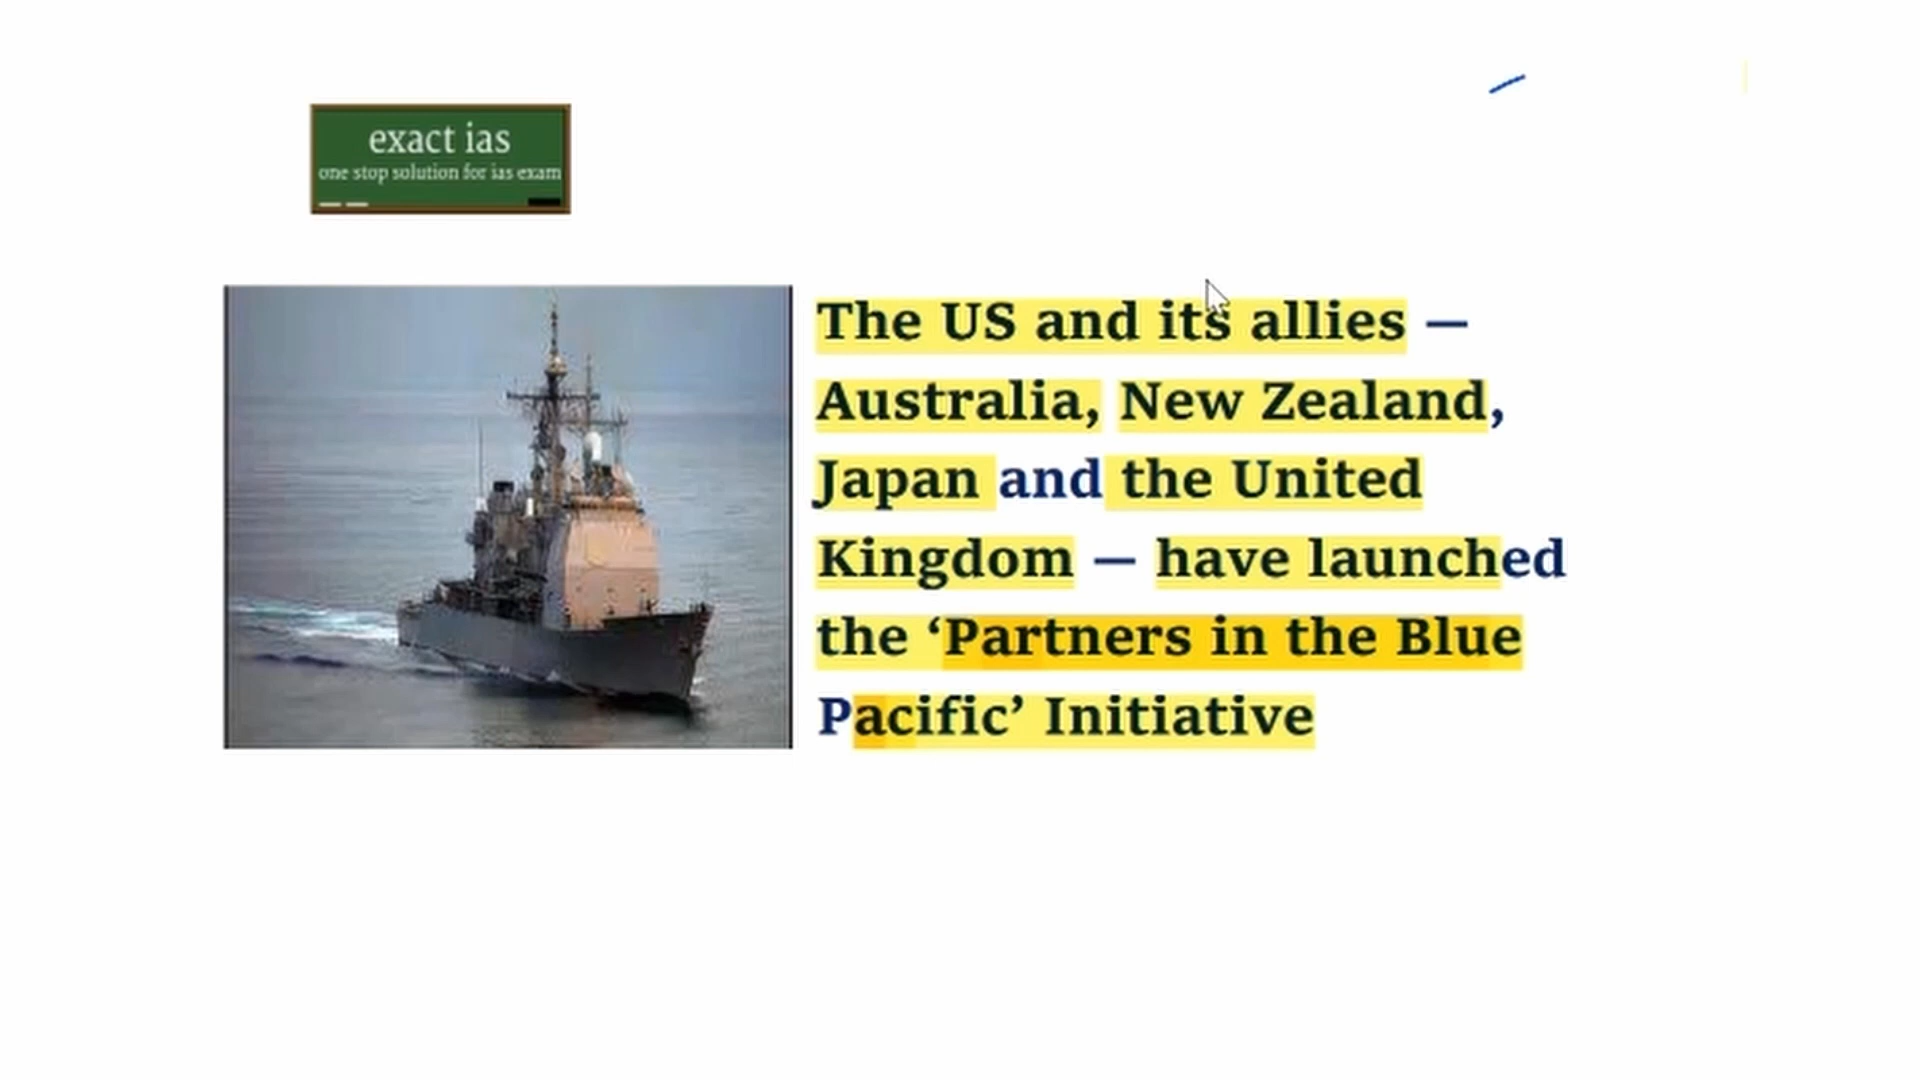 exact ias
one stop solution for ias exam
The US and its allies —
Australia, New Zealand,
Japan and the United
Kingdom — have launched
the ‘Partners in the Blue
Pacific’ Initiative